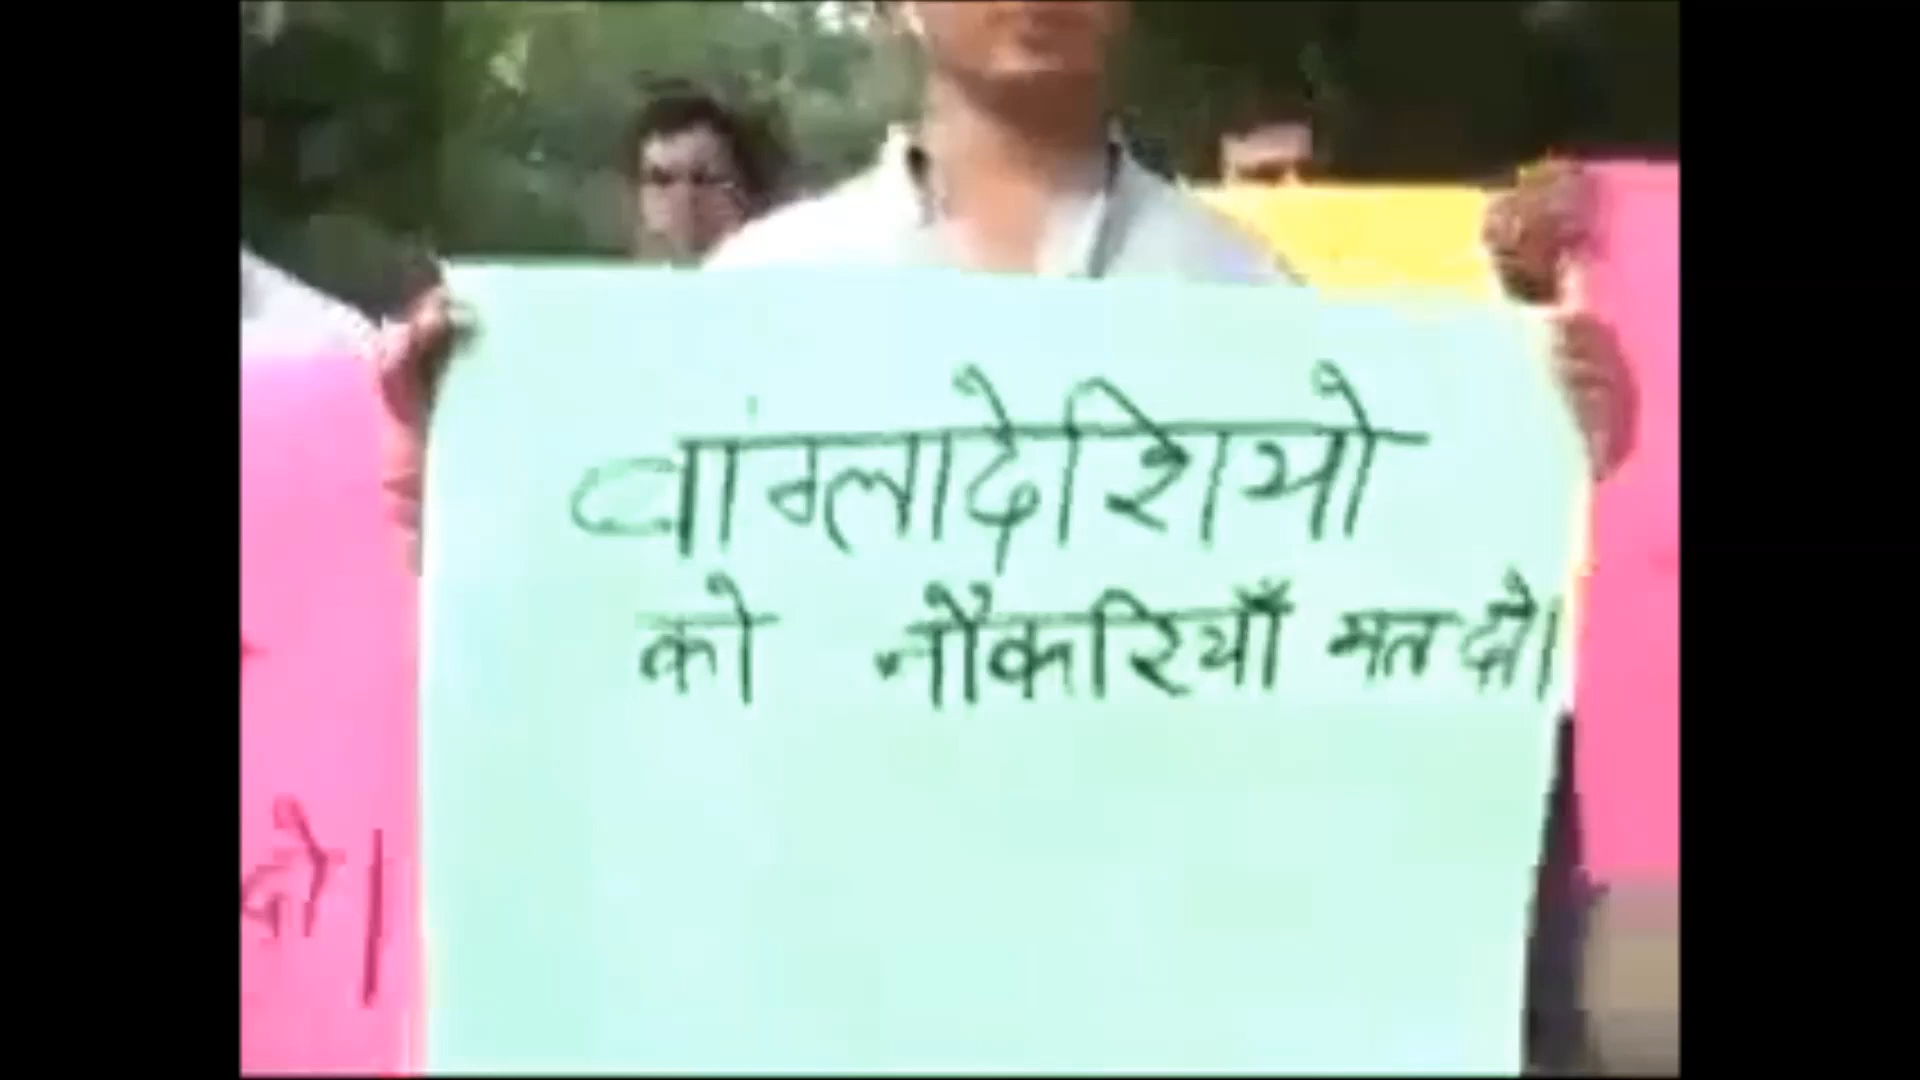 वांग्लादेशियो
को नौकरियाँ मत दो।
दो।